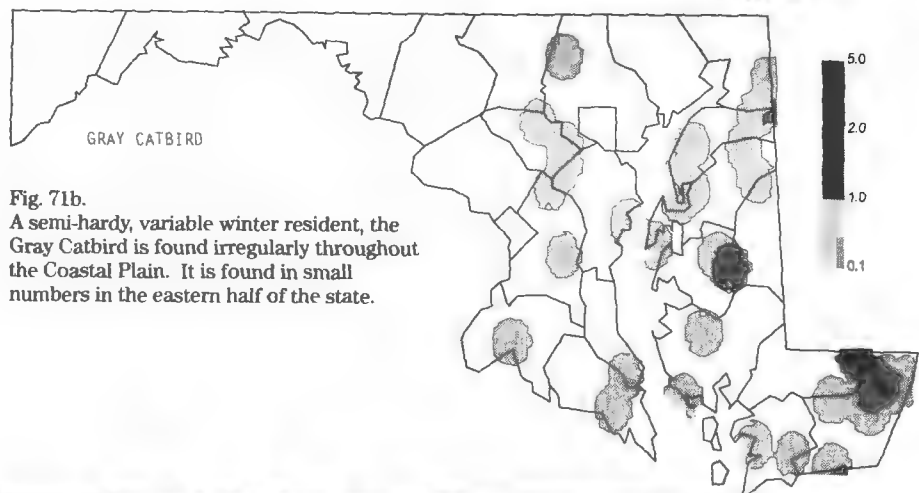 GRAY CATBIRD
Fig. 71b.
A semi-hardy, variable winter resident, the
Gray Catbird is found irregularly throughout
the Coastal Plain. It is found in small
numbers in the eastern half of the state.
5.0
2.0
1.0
0.1